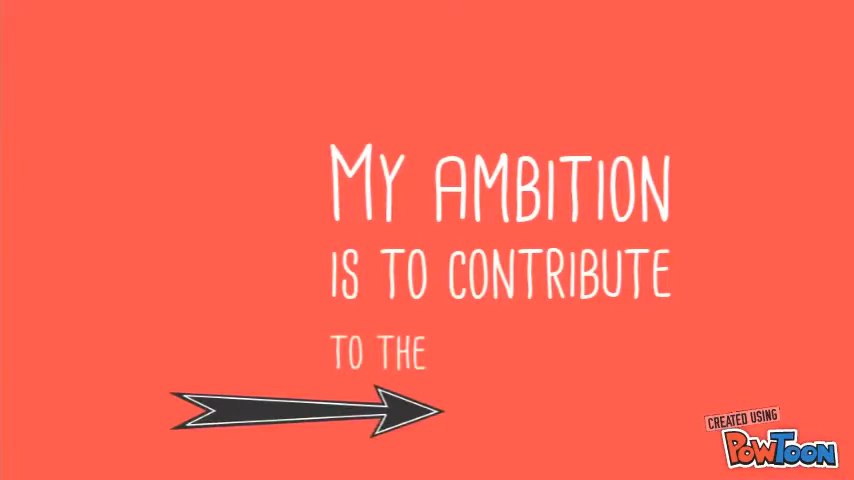 My ambition
is to contribute
to the
CREATED USING
PowToon